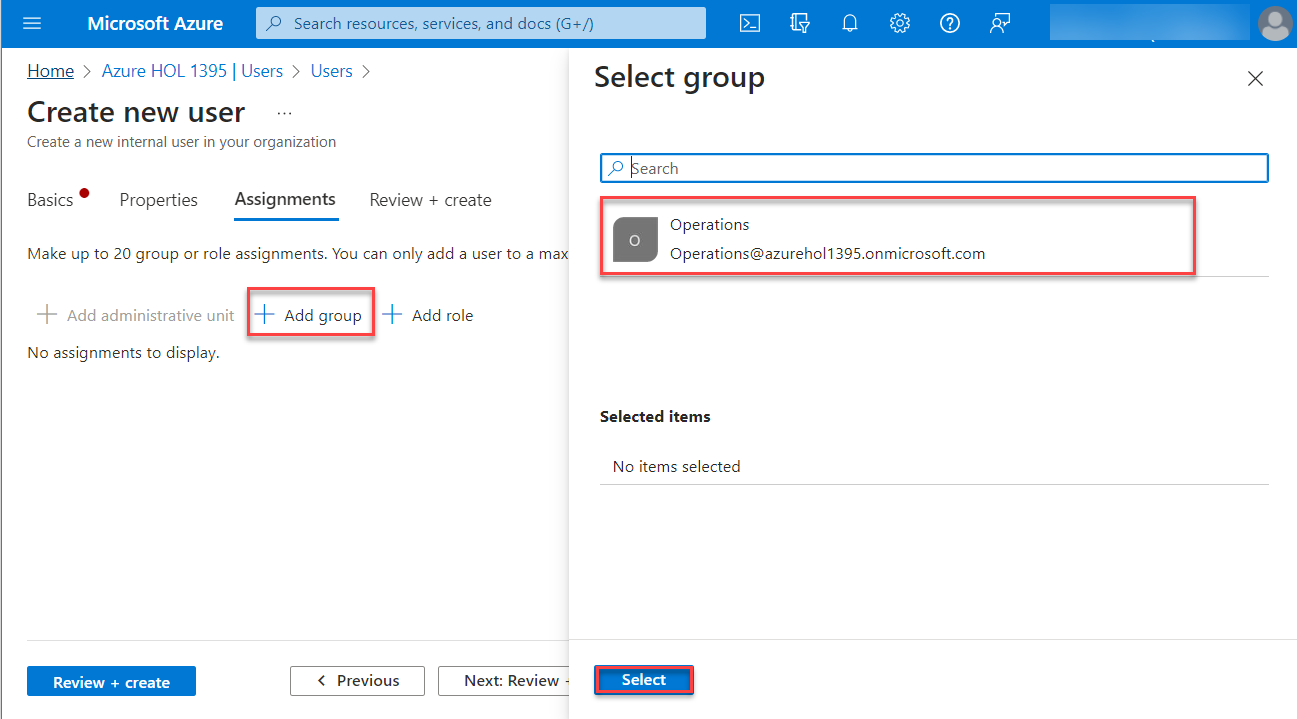 Microsoft Azure
Search resources, services, and docs (G+/)
Home > Azure HOL 1395 | Users > Users >
Create new user ...
Create a new internal user in your organization
Basics Properties Assignments Review + create
Make up to 20 group or role assignments. You can only add a user to a max
Add administrative unit Add group Add role
No assignments to display.
Review + create < Previous Next: Review +
Select group
Search
O
Operations
Operations@azurehol1395.onmicrosoft.com
Selected items
No items selected
Select